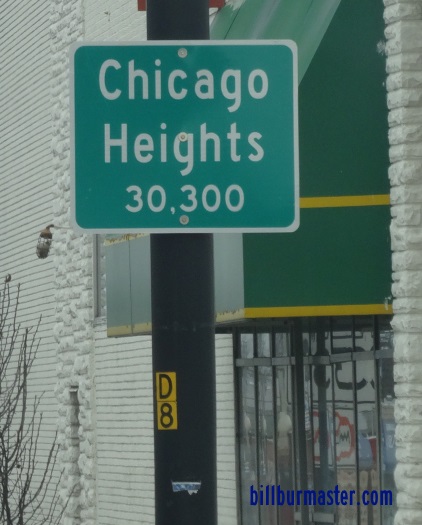 Chicago
Heights
30,300
D
8
billburmaster.com